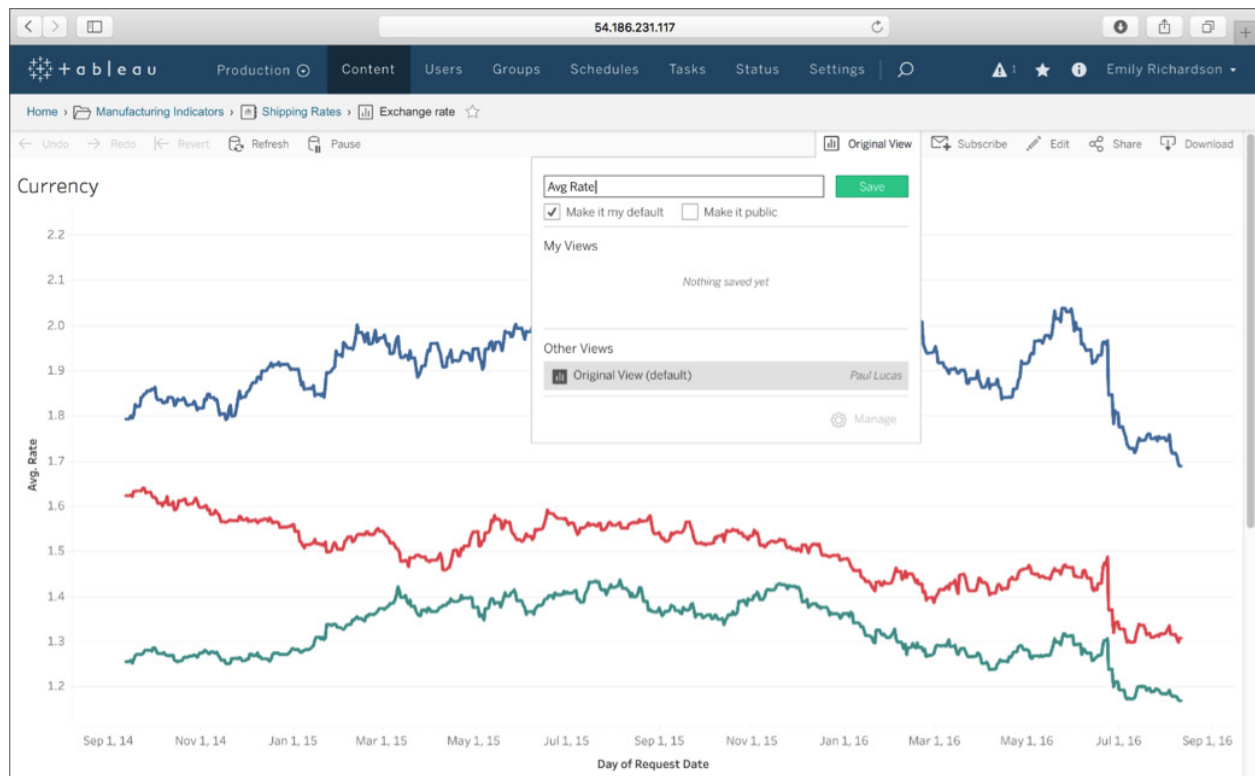 54.186.231.117
+ a b l e a u Production Content Users Groups Schedules Tasks Status Settings 1 Emily Richardson
Home › Manufacturing Indicators › Shipping Rates › Exchange rate
Undo Redo Revert Refresh Pause Original View Subscribe Edit Share Download
Currency
Avg Rate Save
Make it my default Make it public
My Views
Nothing saved yet
Other Views
Original View (default) Paul Lucas
Manage
2.2
2.1
2.0
1.9
1.8
1.7
1.6
1.5
1.4
1.3
1.2
Avg. Rate
Sep 1, 14 Nov 1, 14 Jan 1, 15 Mar 1, 15 May 1, 15 Jul 1, 15 Sep 1, 15 Nov 1, 15 Jan 1, 16 Mar 1, 16 May 1, 16 Jul 1, 16 Sep 1, 16
Day of Request Date